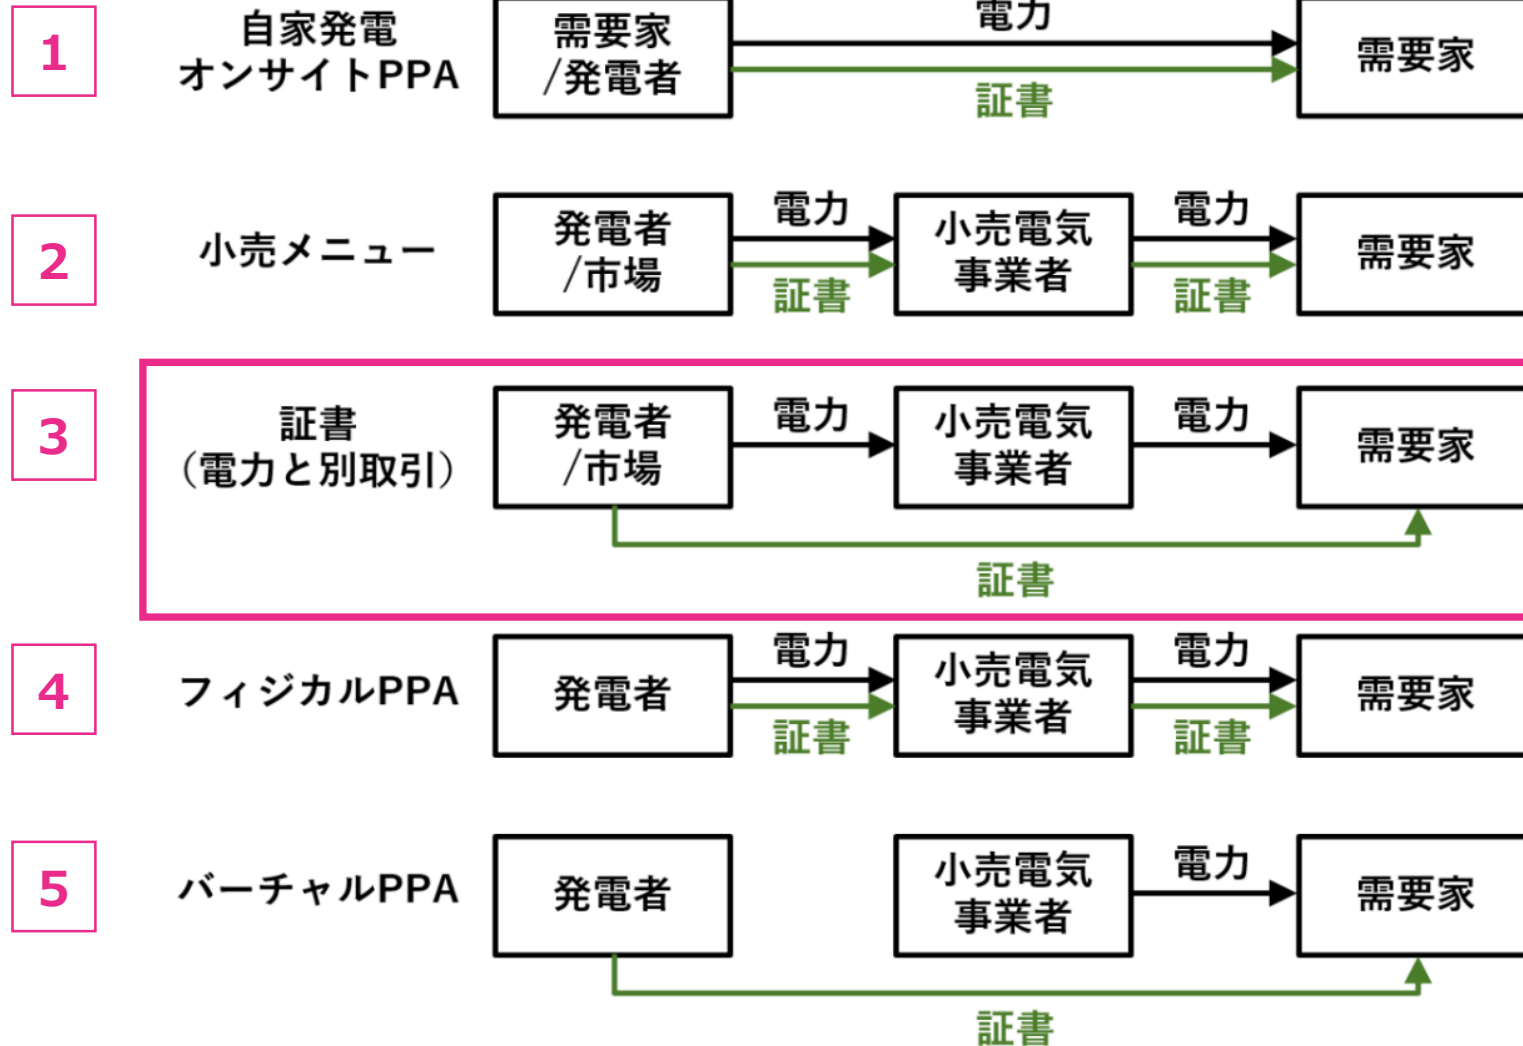 1
自家発電
オンサイトPPA
需要家
/発電者
電力
証書
需要家
2
小売メニュー
発電者
/市場
電力
証書
小売電気
事業者
電力
証書
需要家
3
証書
（電力と別取引）
発電者
/市場
電力
小売電気
事業者
電力
需要家
証書
4
フィジカルPPA
発電者
電力
証書
小売電気
事業者
電力
証書
需要家
5
バーチャルPPA
発電者
小売電気
事業者
電力
需要家
証書